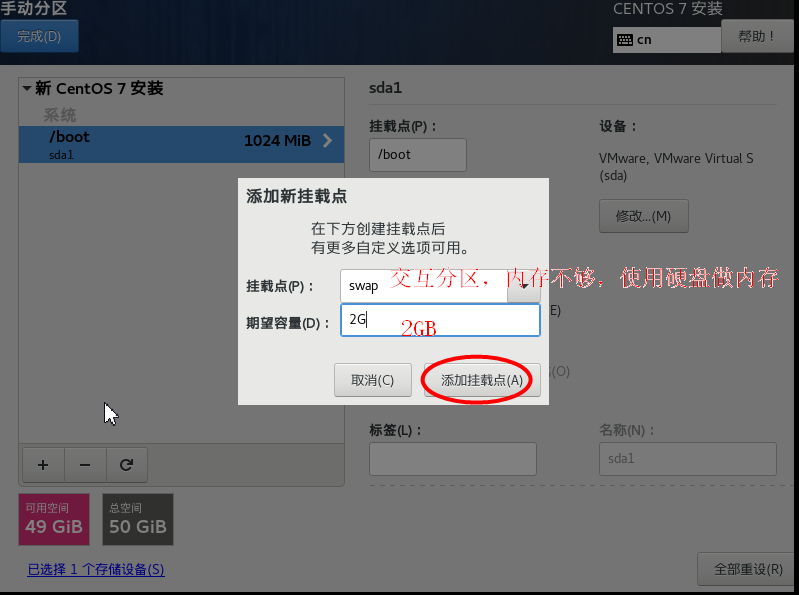 手动分区
CENTOS 7 安装
完成(D)
cn
帮助！
新 CentOS 7 安装
系统
/boot
1024 MiB
sda1
sda1
挂载点(P)：
/boot
设备：
VMware, VMware Virtual S
(sda)
修改...(M)
添加新挂载点
在下方创建挂载点后
有更多自定义选项可用。
挂载点(P)：
swap
交互分区，内存不够，使用硬盘做内存
期望容量(D)：
2G
2GB
(E)
(O)
取消(C)
添加挂载点(A)
标签(L)：
名称(N)：
sda1
可用空间
49 GiB
总空间
50 GiB
已选择 1 个存储设备(S)
全部重设(R)